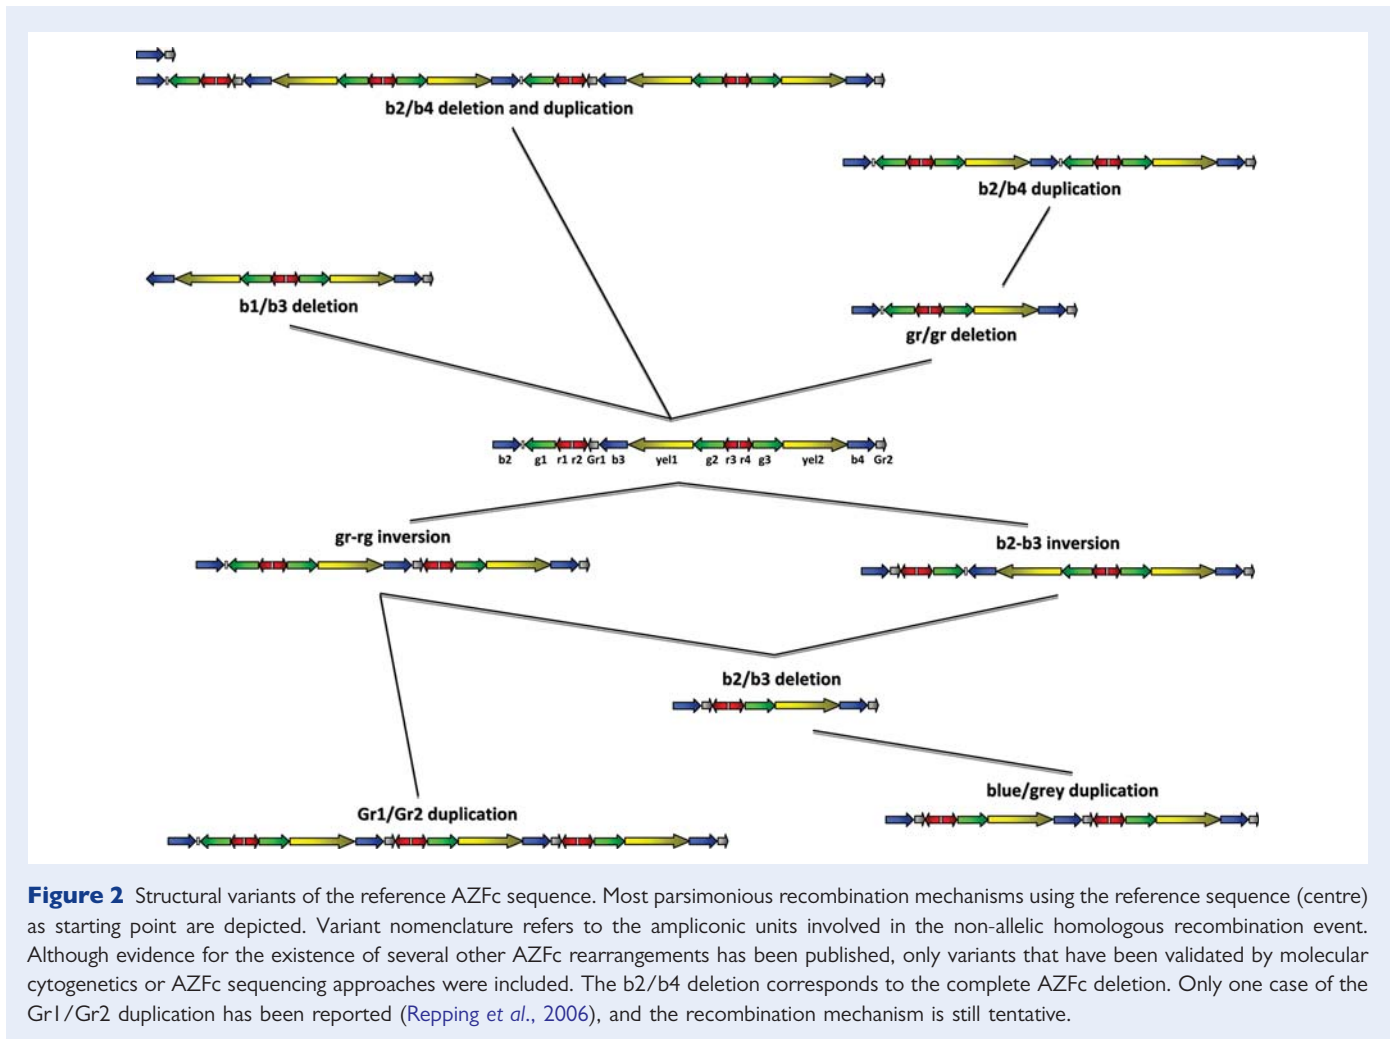 b2/b4 deletion and duplication
b2/b4 duplication
b1/b3 deletion
gr/gr deletion
b2 g1 r1 r2 Gr1 b3 yel1 g2 r3 r4 g3 yel2 b4 Gr2
gr-rg inversion
b2-b3 inversion
b2/b3 deletion
blue/grey duplication
Gr1/Gr2 duplication
Figure 2 Structural variants of the reference AZFc sequence. Most parsimonious recombination mechanisms using the reference sequence (centre)
as starting point are depicted. Variant nomenclature refers to the ampliconic units involved in the non-allelic homologous recombination event.
Although evidence for the existence of several other AZFc rearrangements has been published, only variants that have been validated by molecular
cytogenetics or AZFc sequencing approaches were included. The b2/b4 deletion corresponds to the complete AZFc deletion. Only one case of the
Gr1/Gr2 duplication has been reported (Repping et al., 2006), and the recombination mechanism is still tentative.